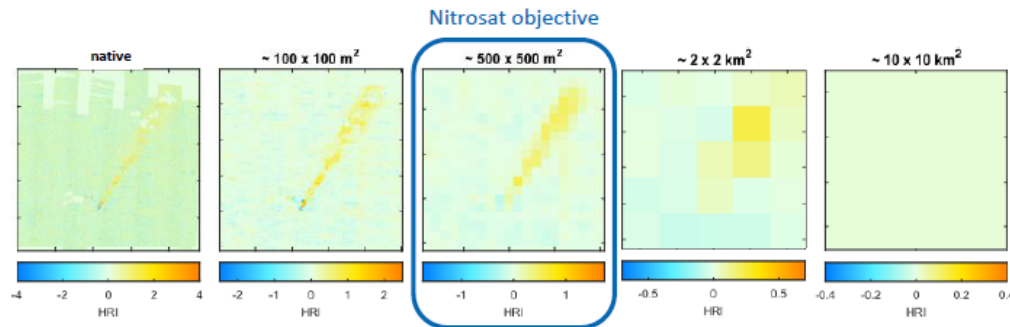 Nitrosat objective
native
~ 100 x 100 m²
~ 500 x 500 m²
~ 2 x 2 km²
~ 10 x 10 km²
-4 -2 0 2 4
HRI
-2 -1 0 1 2
HRI
-1 0 1
HRI
-0.5 0 0.5
HRI
-0.4 -0.2 0 0.2 0.4
HRI